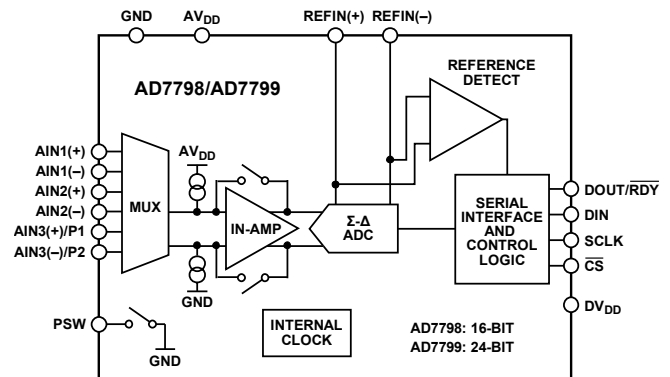 GND
AVDD
REFIN(+)
REFIN(–)
REFERENCE
DETECT
AD7798/AD7799
AIN1(+)
AIN1(–)
AIN2(+)
AIN2(–)
AIN3(+)/P1
AIN3(–)/P2
MUX
AVDD
IN-AMP
GND
Σ-Δ
ADC
SERIAL
INTERFACE
AND
CONTROL
LOGIC
DOUT/RDY
DIN
SCLK
CS
DVDD
PSW
GND
INTERNAL
CLOCK
AD7798: 16-BIT
AD7799: 24-BIT